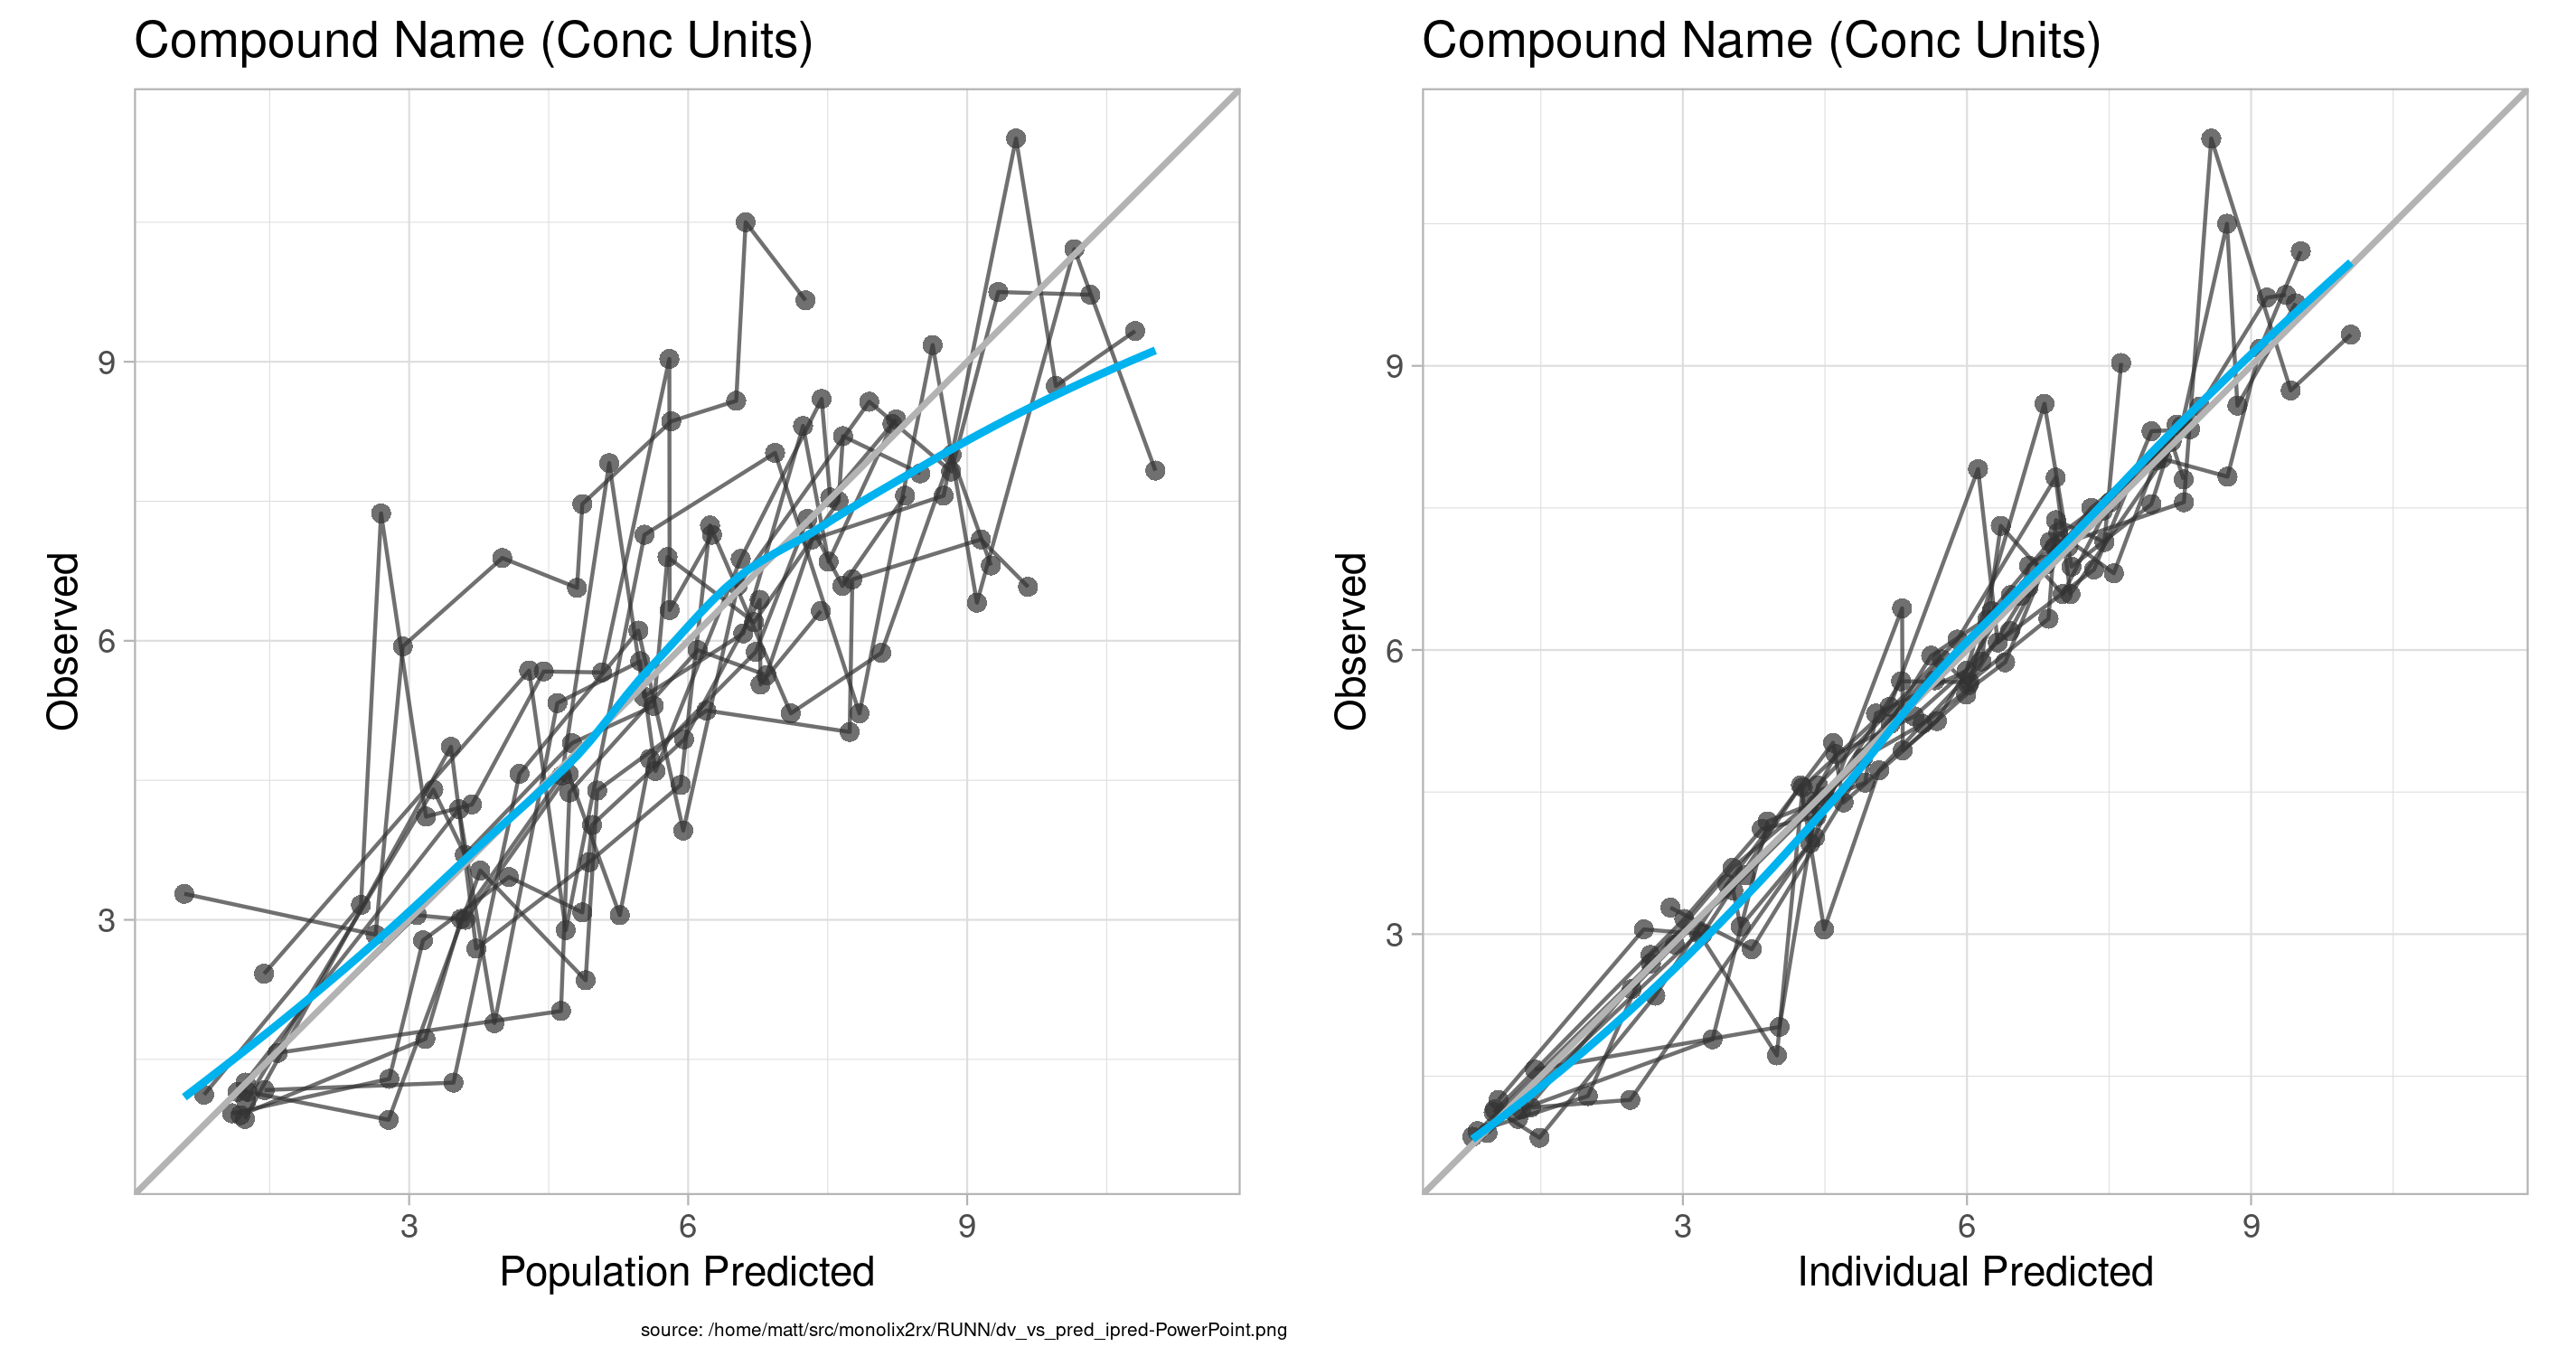 Compound Name (Conc Units)
9
6
3
Observed
3 6 9
Population Predicted
Compound Name (Conc Units)
9
6
3
Observed
3 6 9
Individual Predicted
source: /home/matt/src/monolix2rx/RUNN/dv_vs_pred_ipred-PowerPoint.png